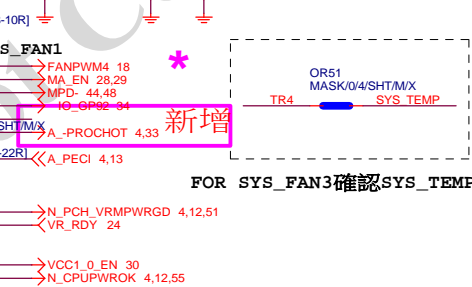 -10R]
S_FAN1
FANPWM4 18
MA_EN 28,29
MPD- 44,48
IO_GP92 34
SHT/M/X
A_-PROCHOT 4,33
新增
-22R]
A_PECI 4,13
*
OR51
MASK/0/4/SHT/M/X
TR4 SYS_TEMP
FOR SYS_FAN3確認SYS_TEMP
N_PCH_VRMPWRGD 4,12,51
VR_RDY 24
VCC1_0_EN 30
N_CPUPWROK 4,12,55